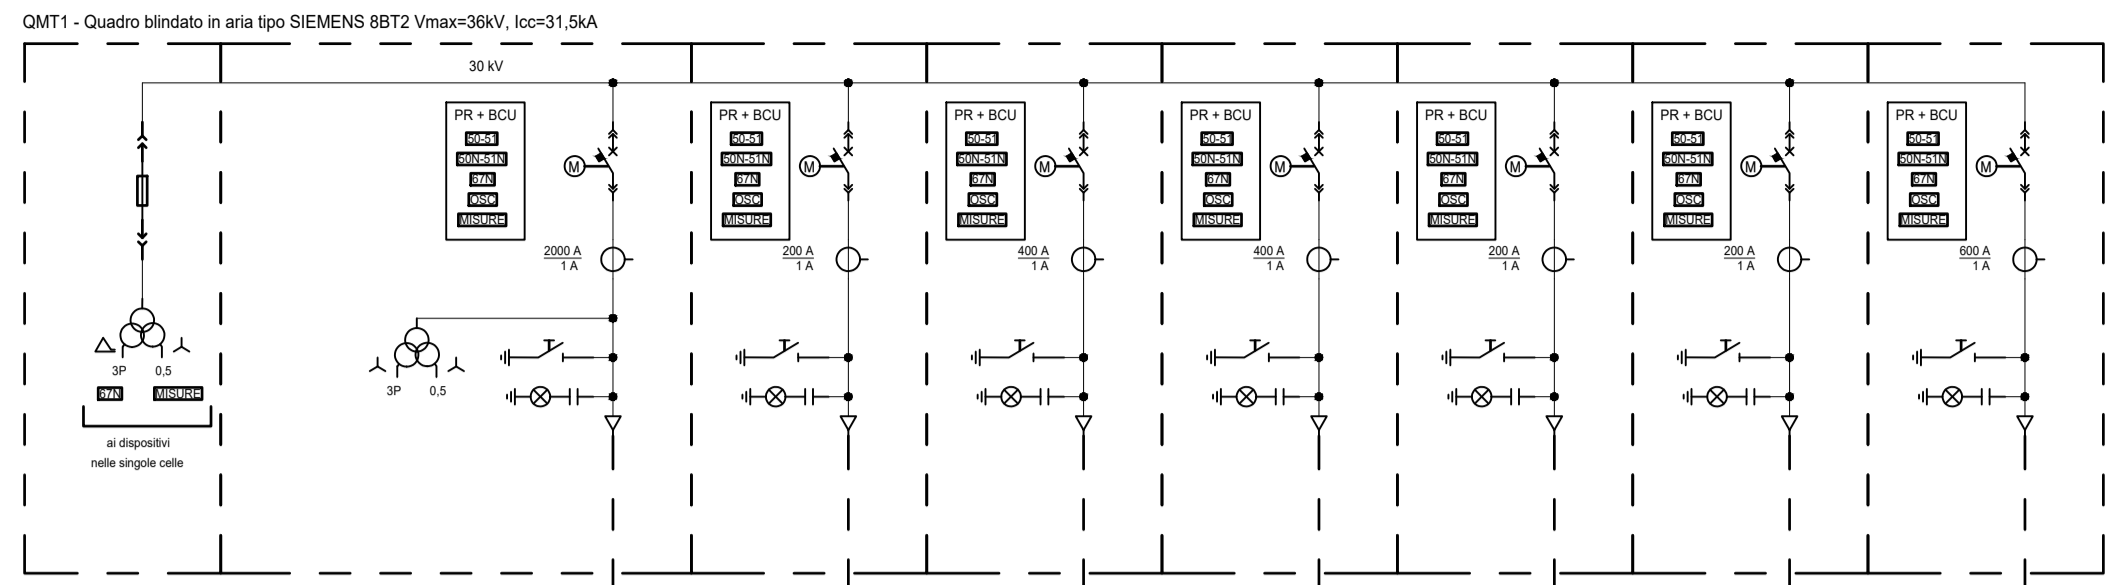 QMT1 - Quadro blindato in aria tipo SIEMENS 8BT2 Vmax=36kV, Icc=31,5kA
30 kV
PR + BCU
50-51
50N-51N
67N
OSC
MISURE
M
2000 A
1 A
PR + BCU
50-51
50N-51N
67N
OSC
MISURE
M
200 A
1 A
PR + BCU
50-51
50N-51N
67N
OSC
MISURE
M
400 A
1 A
PR + BCU
50-51
50N-51N
67N
OSC
MISURE
M
400 A
1 A
PR + BCU
50-51
50N-51N
67N
OSC
MISURE
M
200 A
1 A
PR + BCU
50-51
50N-51N
67N
OSC
MISURE
M
200 A
1 A
PR + BCU
50-51
50N-51N
67N
OSC
MISURE
M
600 A
1 A
3P 0,5
67N MISURE
ai dispositivi
nelle singole celle
3P 0,5